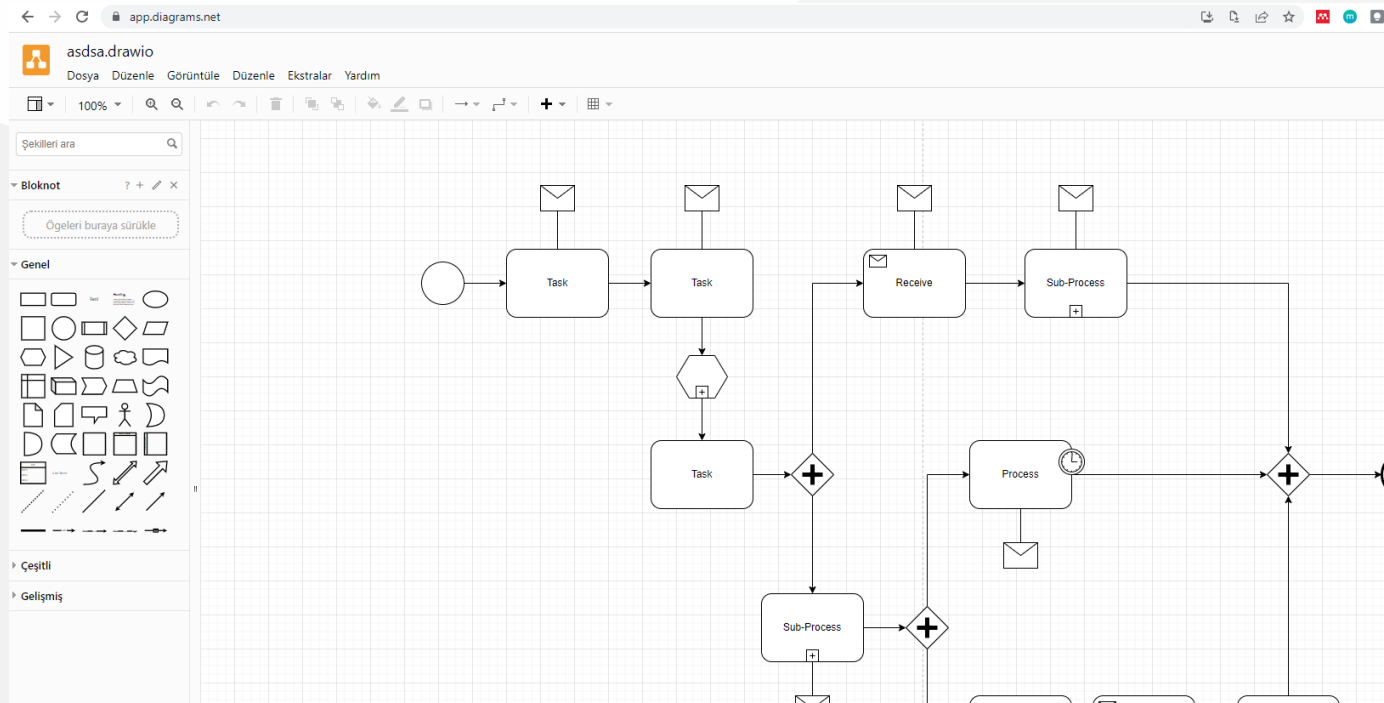 app.diagrams.net
asdsa.drawio
Dosya Düzenle Görüntüle Düzenle Ekstralar Yardım
100%
Şekilleri ara
Bloknot ?
Ögeleri buraya sürükle
Genel
Text
Heading
Çeşitli
Gelişmiş
Task Task Receive Sub-Process
Task Process
Sub-Process